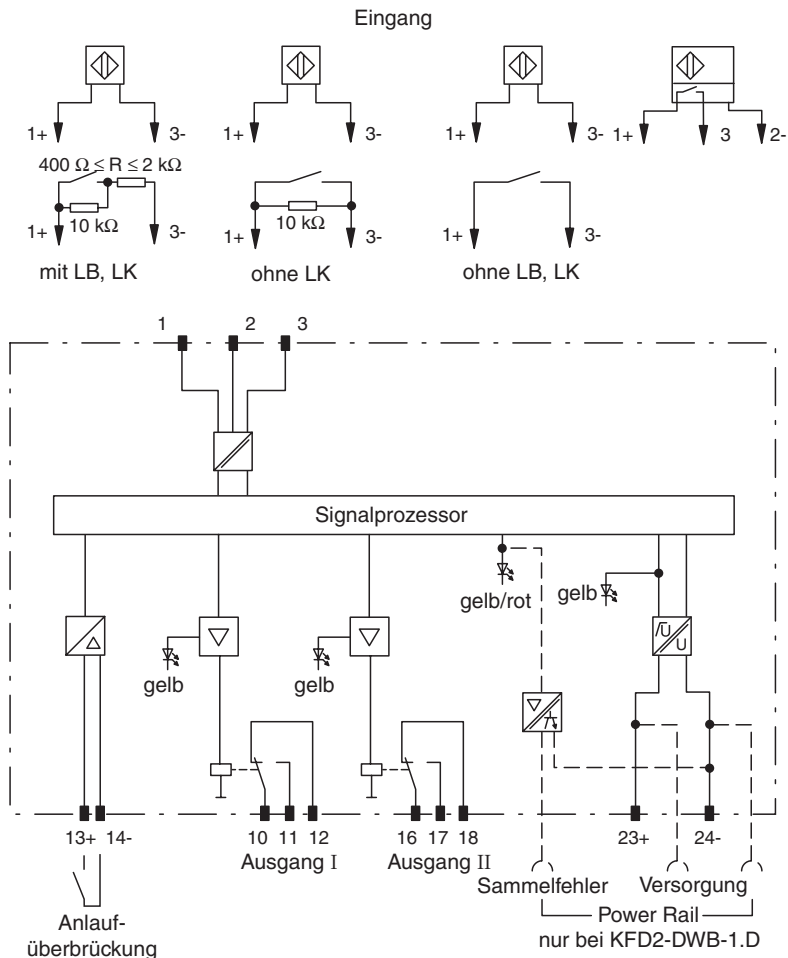 Eingang
1+ 3- 1+ 3- 1+ 3- 1+ 3 2-
400 Ω ≤ R ≤ 2 kΩ
10 kΩ 10 kΩ
1+ 3- 1+ 3- 1+ 3-
mit LB, LK ohne LK ohne LB, LK
1 2 3
Signalprozessor
gelb/rot gelb
U
U
gelb gelb
13+ 14- 10 11 12 16 17 18 23+ 24-
Ausgang I Ausgang II
Sammelfehler Versorgung
Anlauf-
überbrückung
Power Rail
nur bei KFD2-DWB-1.D